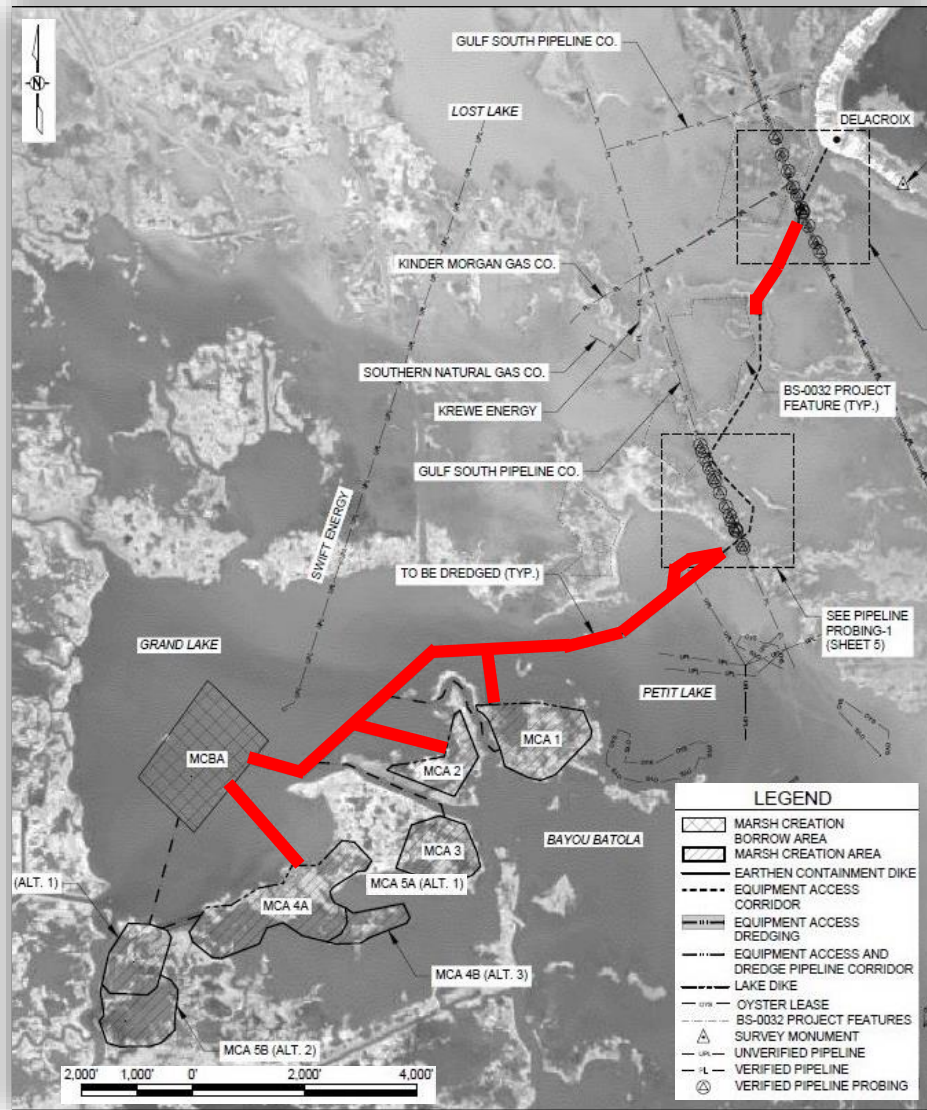 N
GULF SOUTH PIPELINE CO.
LOST LAKE
DELACROIX
KINDER MORGAN GAS CO.
SOUTHERN NATURAL GAS CO.
KREWE ENERGY
BS-0032 PROJECT
FEATURE (TYP.)
GULF SOUTH PIPELINE CO.
SWIFT ENERGY
TO BE DREDGED (TYP.)
SEE PIPELINE
PROBING-1
(SHEET 5)
GRAND LAKE
PETIT LAKE
MCBA
MCA 1
MCA 2
MCA 3
BAYOU BATOLA
MCA 5A (ALT. 1)
(ALT. 1)
MCA 4A
MCA 4B (ALT. 3)
MCA 5B (ALT. 2)
2,000' 1,000' 0' 2,000' 4,000'
LEGEND
MARSH CREATION
BORROW AREA
MARSH CREATION AREA
EARTHEN CONTAINMENT DIKE
EQUIPMENT ACCESS
CORRIDOR
EQUIPMENT ACCESS
DREDGING
EQUIPMENT ACCESS AND
DREDGE PIPELINE CORRIDOR
LAKE DIKE
OYS OYSTER LEASE
BS-0032 PROJECT FEATURES
SURVEY MONUMENT
UPL UNVERIFIED PIPELINE
PL VERIFIED PIPELINE
VERIFIED PIPELINE PROBING